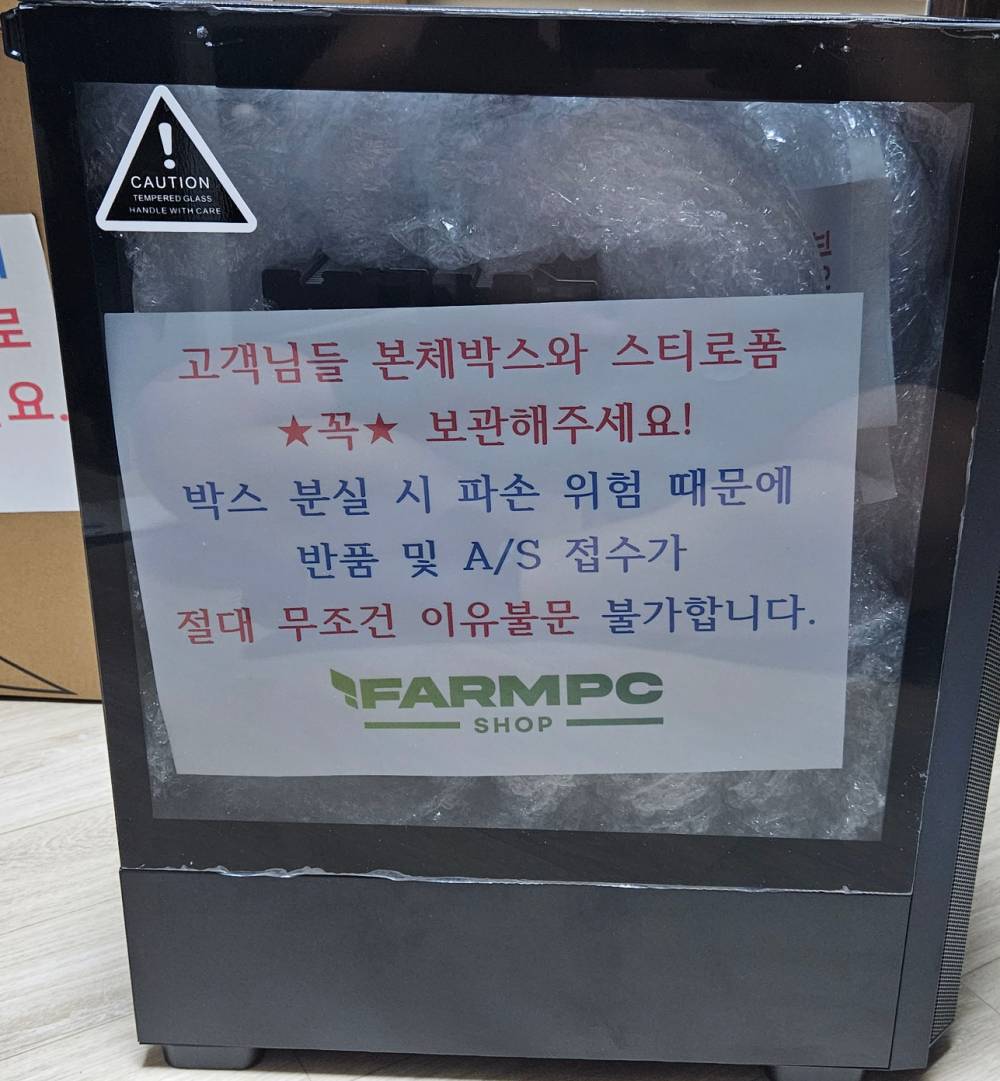 CAUTION
TEMPERED GLASS
HANDLE WITH CARE
고객님들 본체박스와 스티로폼
★꼭★ 보관해주세요!
박스 분실 시 파손 위험 때문에
반품 및 A/S 접수가
절대 무조건 이유불문 불가합니다.
FARMPC
SHOP
로
요.